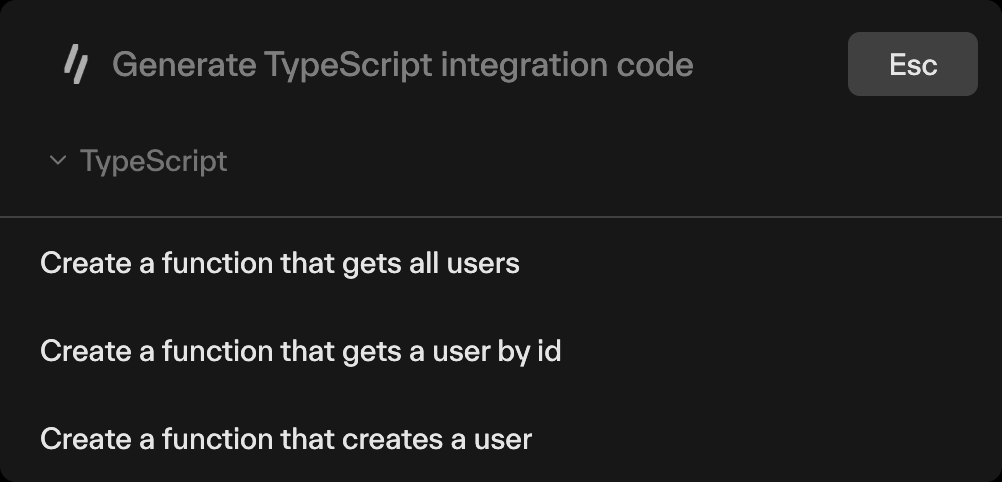 Generate TypeScript integration code
Esc
TypeScript
Create a function that gets all users
Create a function that gets a user by id
Create a function that creates a user